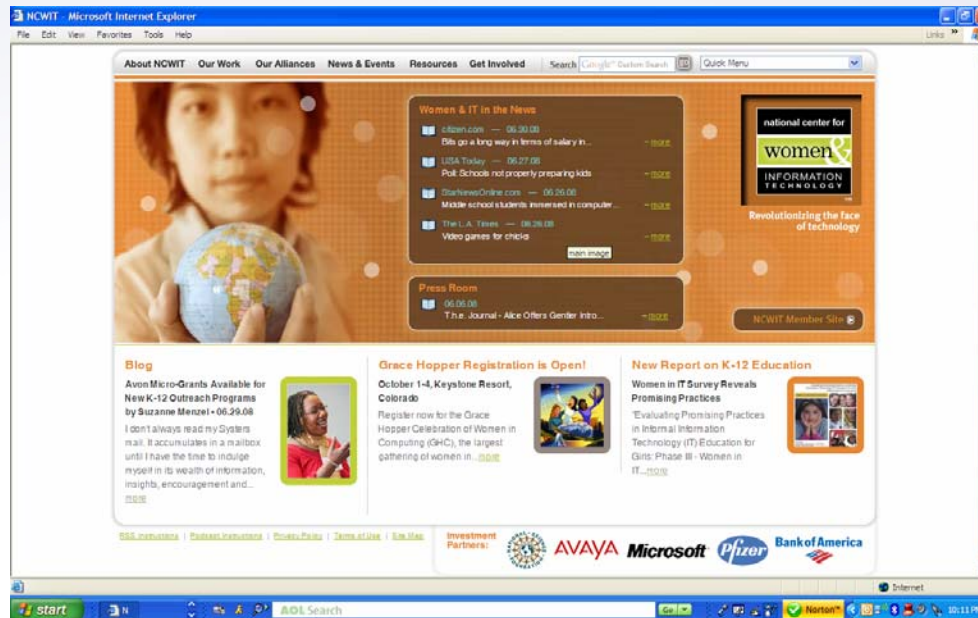 NCWIT - Microsoft Internet Explorer
File Edit View Favorites Tools Help
Links »
About NCWIT Our Work Our Alliances News & Events Resources Get Involved
Search Google™ Custom Search
Quick Menu
Women & IT in the News
citizen.com — 06.30.08
Bits go a long way in terms of salary in... – more
USA Today — 06.27.08
Poll: Schools not properly preparing kids – more
StarNewsOnline.com — 06.26.08
Middle school students immersed in computer... – more
The L.A. Times — 06.26.08
Video games for chicks – more
main image
Press Room
06.06.08
T.h.e. Journal - Alice Offers Gentler Intro... – more
national center for
women &
INFORMATION
TECHNOLOGY
Revolutionizing the face
of technology
NCWIT Member Site
Blog
Avon Micro-Grants Available for
New K-12 Outreach Programs
by Suzanne Menzel • 06.29.08
I don't always read my Systers
mail. It accumulates in a mailbox
until I have the time to indulge
myself in its wealth of information,
insights, encouragement and...
more
Grace Hopper Registration is Open!
October 1-4, Keystone Resort,
Colorado
Register now for the Grace
Hopper Celebration of Women in
Computing (GHC), the largest
gathering of women in...more
New Report on K-12 Education
Women in IT Survey Reveals
Promising Practices
"Evaluating Promising Practices
in Informal Information
Technology (IT) Education for
Girls: Phase III - Women in
IT...more
RSS Instructions | Podcast Instructions | Privacy Policy | Terms of Use | Site Map
Investment
Partners:
AVAYA
Microsoft
Pfizer
Bank of America
Internet
start
N
AOL Search
Go
Norton™
10:11 PM